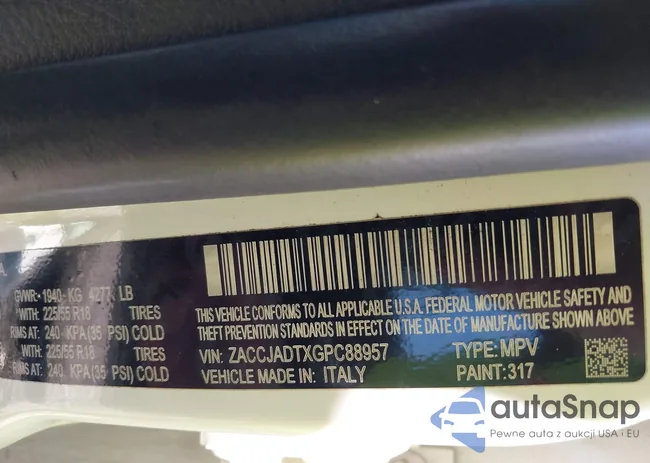 GVWR: 1940 KG 4277 LB
WITH: 225/55 R18 TIRES
RIMS AT: 240 KPA(35 PSI) COLD
WITH: 225/55 R18 TIRES
RIMS AT: 240 KPA(35 PSI) COLD
THIS VEHICLE CONFORMS TO ALL APPLICABLE U.S.A. FEDERAL MOTOR VEHICLE SAFETY,
BUMPER, AND THEFT PREVENTION
STANDARDS IN EFFECT ON THE DATE OF MANUFACTURE SHOWN ABOVE
VIN: ZACCJADTXGPC88957 TYPE: MPV
VEHICLE MADE IN: ITALY PAINT: 317
autaSnap
Pewne auta z aukcji USA i EU